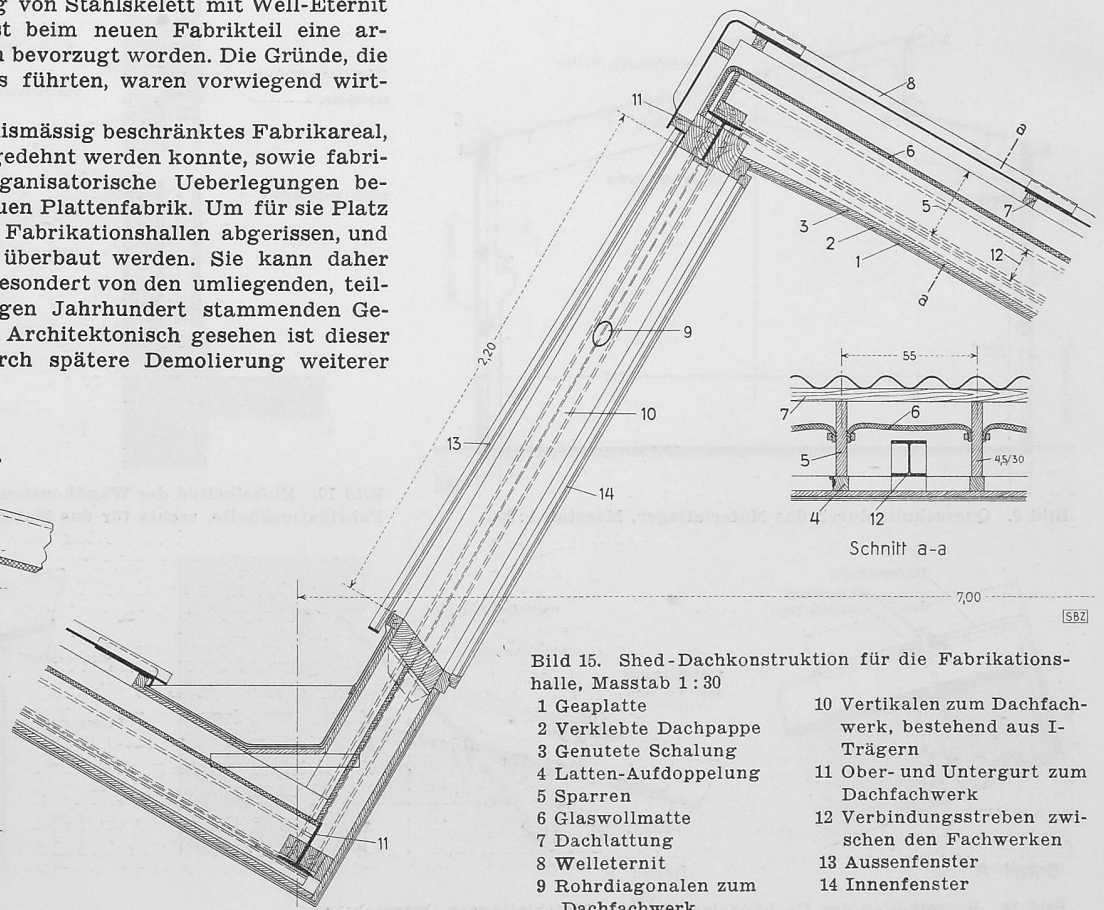 g von Stahlskelett mit Well-Eternit
st beim neuen Fabrikteil eine ar-
n bevorzugt worden. Die Gründe, die
s führten, waren vorwiegend wirt-
ismässig beschränktes Fabrikareal,
gedehnt werden konnte, sowie fabri-
ganisatorische Ueberlegungen be-
uen Plattenfabrik. Um für sie Platz
Fabrikationshallen abgerissen, und
überbaut werden. Sie kann daher
esondert von den umliegenden, teil-
gen Jahrhundert stammenden Ge-
Architektonisch gesehen ist dieser
rch spätere Demolierung weiterer
11
8
a
6
5
7
3
2
1
12
a
2,20
9
10
13
14
55
7
6
5
4,5/30
4
12
Schnitt a-a
7,00
SBZ
11
Bild 15. Shed-Dachkonstruktion für die Fabrikations-
halle, Masstab 1:30
1 Geaplatte
2 Verklebte Dachpappe
3 Genutete Schalung
4 Latten-Aufdoppelung
5 Sparren
6 Glaswollmatte
7 Dachlattung
8 Welleternit
9 Rohrdiagonalen zum
Dachfachwerk
10 Vertikalen zum Dachfach-
werk, bestehend aus I-
Trägern
11 Ober- und Untergurt zum
Dachfachwerk
12 Verbindungsstreben zwi-
schen den Fachwerken
13 Aussenfenster
14 Innenfenster